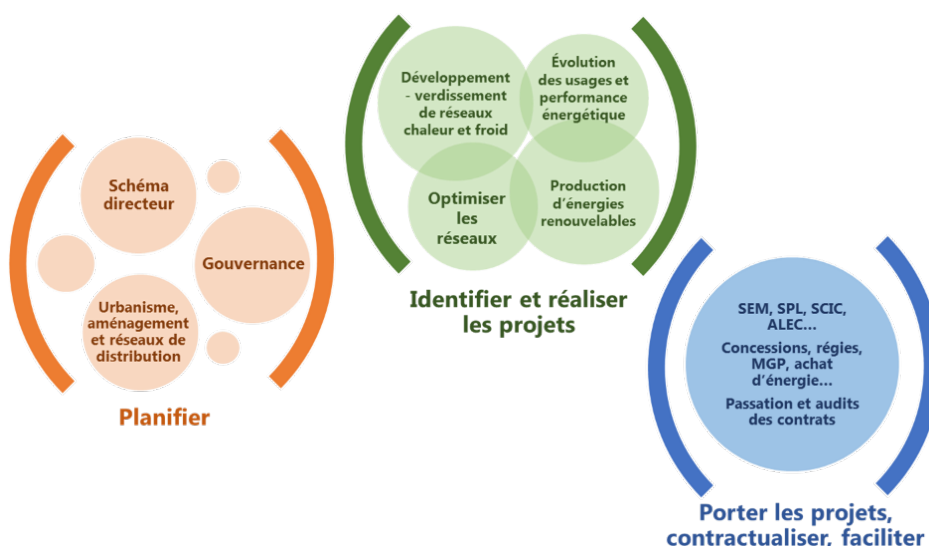 Schéma
directeur
Gouvernance
Urbanisme,
aménagement
et réseaux de
distribution
Planifier
Développement
- verdissement
de réseaux
chaleur et froid
Évolution
des usages et
performance
énergétique
Optimiser
les
réseaux
Production
d'énergies
renouvelables
Identifier et réaliser
les projets
SEM, SPL, SCIC,
ALEC...
Concessions, régies,
MGP, achat
d'énergie...
Passation et audits
des contrats
Porter les projets,
contractualiser, faciliter